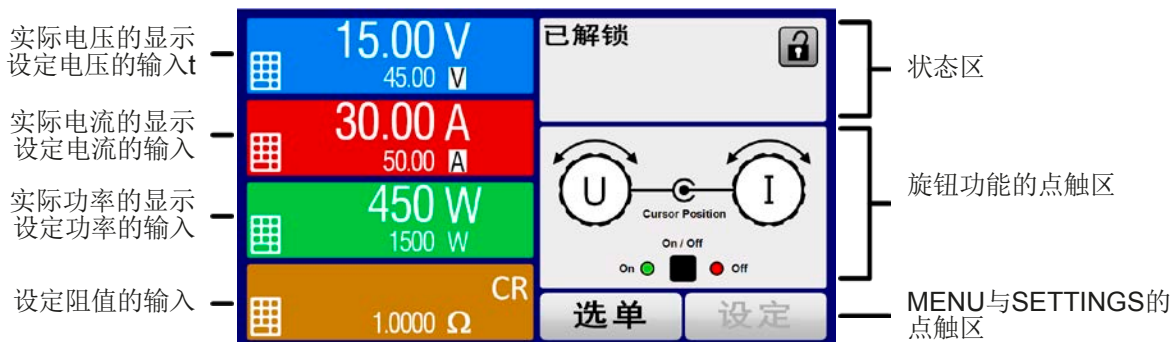 实际电压的显示
设定电压的输入t
实际电流的显示
设定电流的输入
实际功率的显示
设定功率的输入
设定阻值的输入
15.00 V
45.00 V
30.00 A
50.00 A
450 W
1500 W
CR
1.0000 Ω
已解锁
U
I
Cursor Position
On / Off
On
Off
选单
设定
状态区
旋钮功能的点触区
MENU与SETTINGS的
点触区